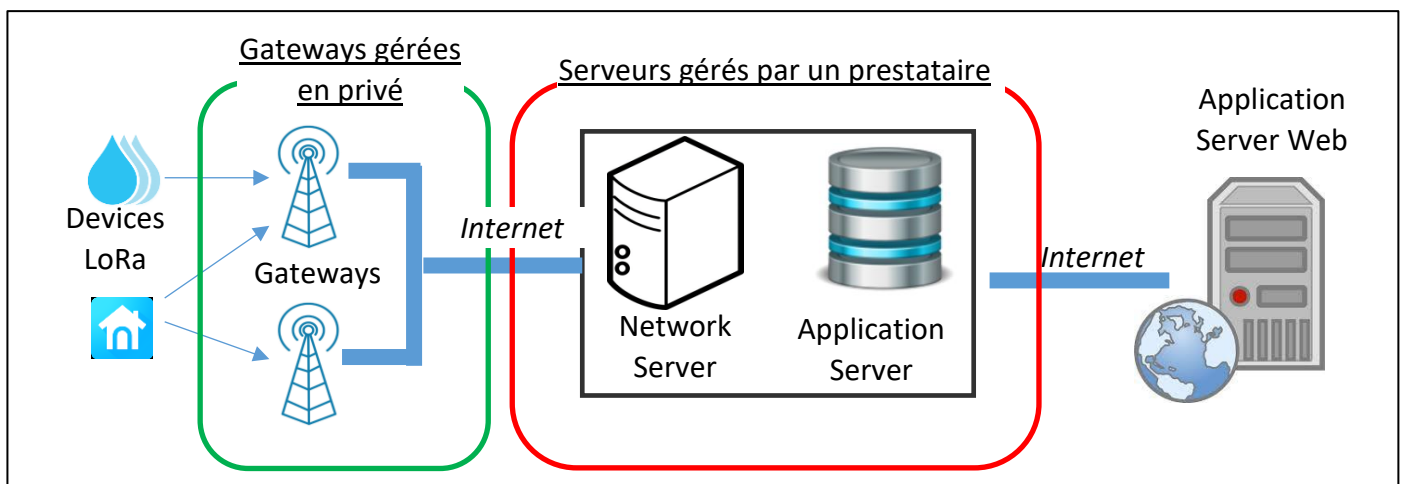 Gateways gérées
en privé
Serveurs gérés par un prestataire
Application
Server Web
Devices
LoRa
Gateways
Internet
Network
Server
Application
Server
Internet